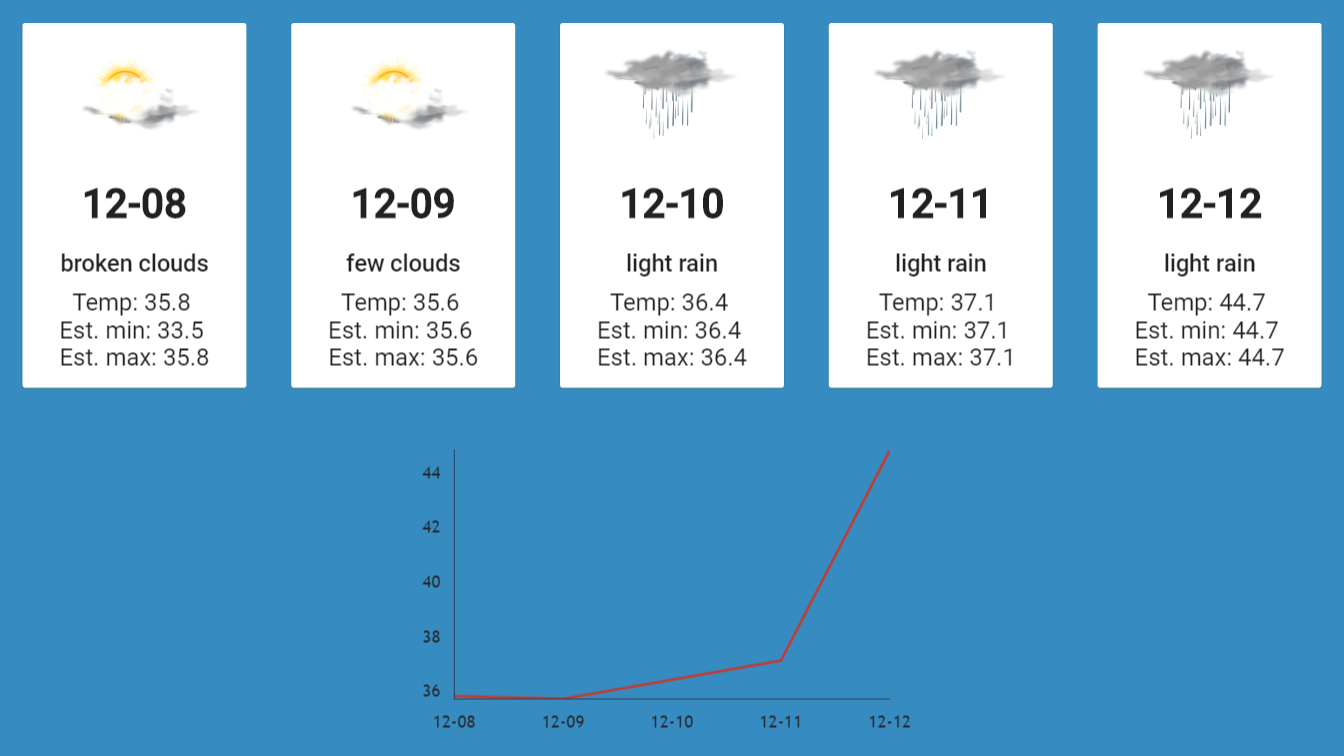 12-08
broken clouds
Temp: 35.8
Est. min: 33.5
Est. max: 35.8
12-09
few clouds
Temp: 35.6
Est. min: 35.6
Est. max: 35.6
12-10
light rain
Temp: 36.4
Est. min: 36.4
Est. max: 36.4
12-11
light rain
Temp: 37.1
Est. min: 37.1
Est. max: 37.1
12-12
light rain
Temp: 44.7
Est. min: 44.7
Est. max: 44.7
44
42
40
38
36
12-08 12-09 12-10 12-11 12-12